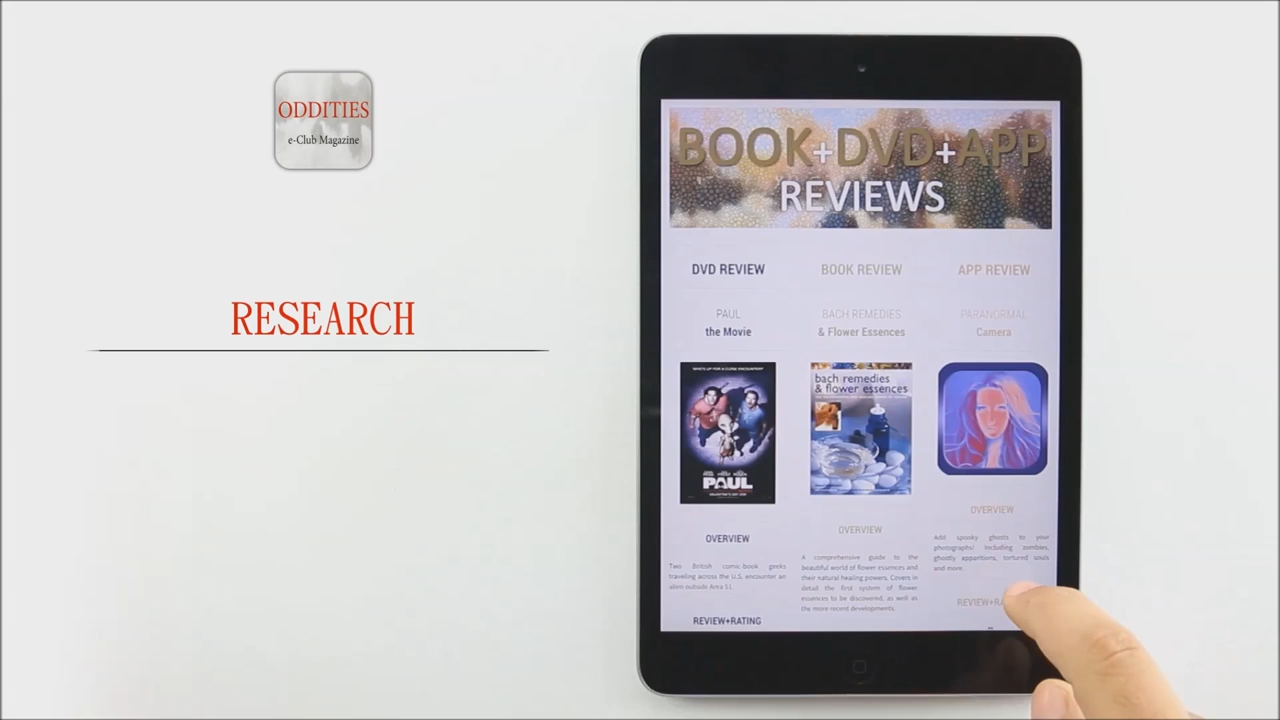 ODDITIES
e-Club Magazine
RESEARCH
BOOK+DVD+APP
REVIEWS
DVD REVIEW
PAUL
the Movie
PAUL
OVERVIEW
Two British comic-book geeks
traveling across the U.S. encounter an
alien outside Area 51.
REVIEW+RATING
BOOK REVIEW
BACH REMEDIES
& Flower Essences
bach remedies
& flower essences
OVERVIEW
A comprehensive guide to the
beautiful world of flower essences and
their natural healing powers. Covers in
detail the first system of flower
essences to be discovered, as well as
the more recent developments.
APP REVIEW
PARANORMAL
Camera
OVERVIEW
Add spooky ghosts to your
photographs! Including zombies,
ghostly apparitions, tortured souls
and more.
REVIEW+RA